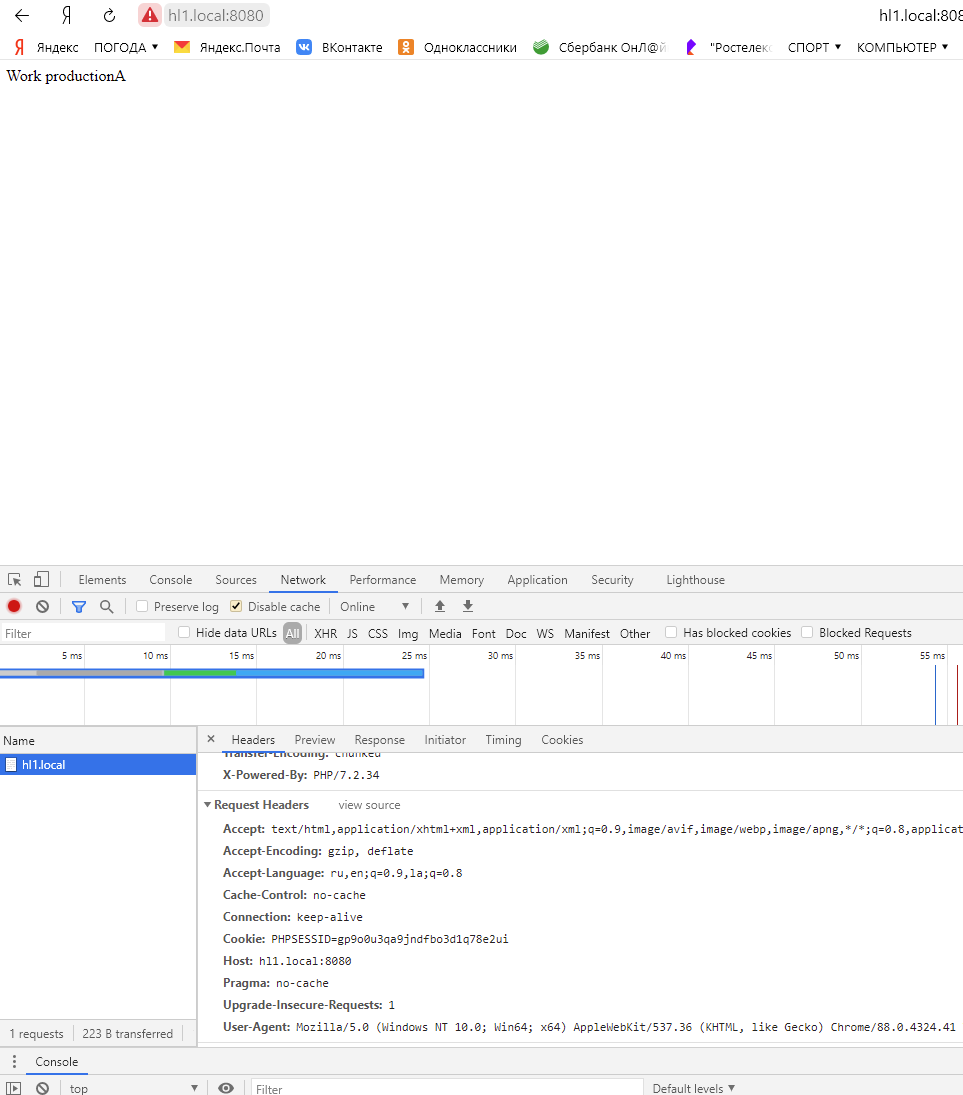 hl1.local:8080 hl1.local:808
Яндекс ПОГОДА Яндекс.Почта ВКонтакте Одноклассники Сбербанк ОнЛ@й "Ростелек СПОРТ КОМПЬЮТЕР
Work productionA
Elements Console Sources Network Performance Memory Application Security Lighthouse
Preserve log Disable cache Online
Filter Hide data URLs All XHR JS CSS Img Media Font Doc WS Manifest Other Has blocked cookies Blocked Requests
5 ms 10 ms 15 ms 20 ms 25 ms 30 ms 35 ms 40 ms 45 ms 50 ms 55 ms
Name × Headers Preview Response Initiator Timing Cookies
hl1.local
Transfer-Encoding: chunked
X-Powered-By: PHP/7.2.34
Request Headers view source
Accept: text/html,application/xhtml+xml,application/xml;q=0.9,image/avif,image/webp,image/apng,*/*;q=0.8,applicat
Accept-Encoding: gzip, deflate
Accept-Language: ru,en;q=0.9,la;q=0.8
Cache-Control: no-cache
Connection: keep-alive
Cookie: PHPSESSID=gp9o0u3qa9jndfbo3d1q78e2ui
Host: hl1.local:8080
Pragma: no-cache
Upgrade-Insecure-Requests: 1
User-Agent: Mozilla/5.0 (Windows NT 10.0; Win64; x64) AppleWebKit/537.36 (KHTML, like Gecko) Chrome/88.0.4324.41
1 requests 223 B transferred
Console
top Filter Default levels